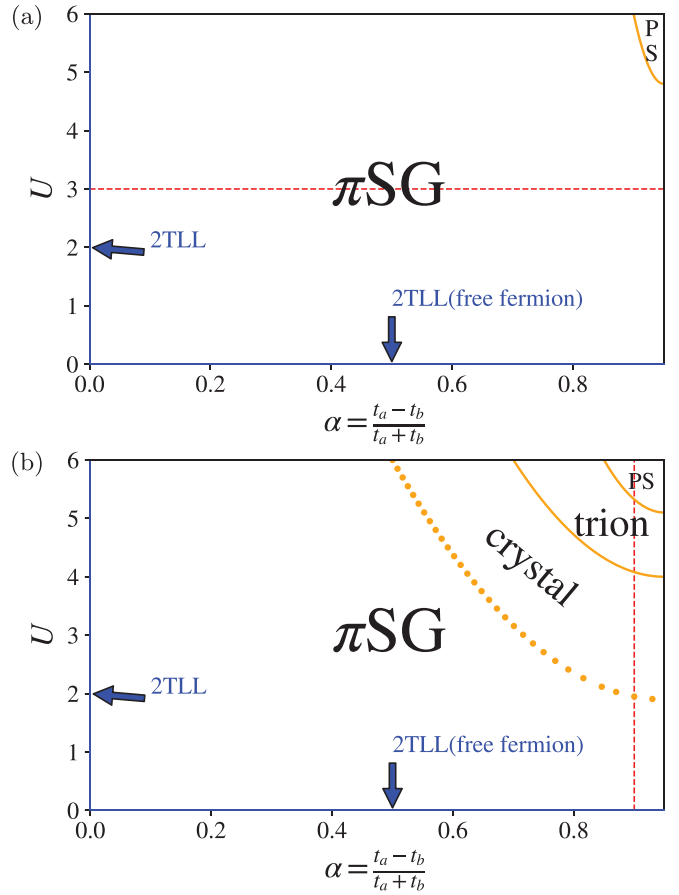 (a)
6
5
4
3
2
1
0
U
P
S
πSG
2TLL
2TLL(free fermion)
0.0 0.2 0.4 0.6 0.8
α = \frac{t_a − t_b}{t_a + t_b}
(b)
6
5
4
3
2
1
0
U
PS
trion
crystal
πSG
2TLL
2TLL(free fermion)
0.0 0.2 0.4 0.6 0.8
α = \frac{t_a − t_b}{t_a + t_b}